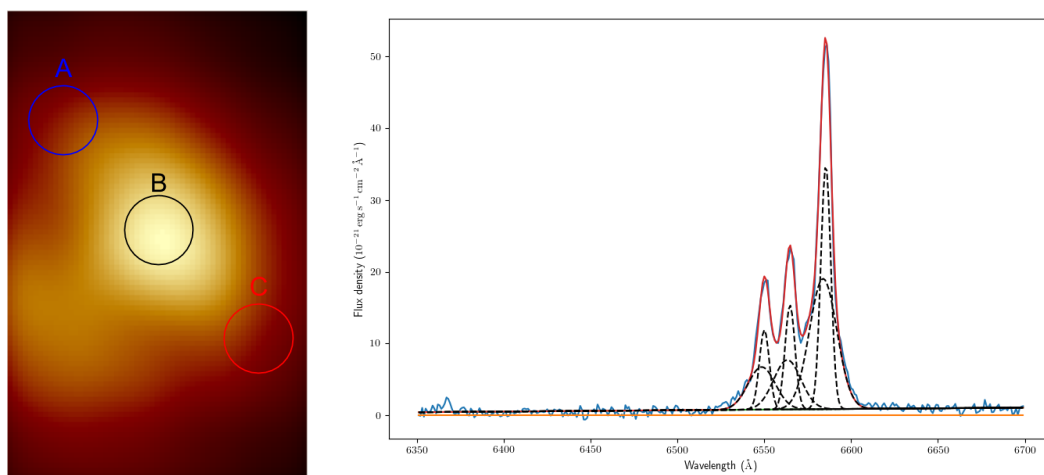 A
B
C
50
40
30
20
10
0
Flux density (10⁻²¹ erg s⁻¹ cm⁻² Å⁻¹)
6350 6400 6450 6500 6550 6600 6650 6700
Wavelength (Å)